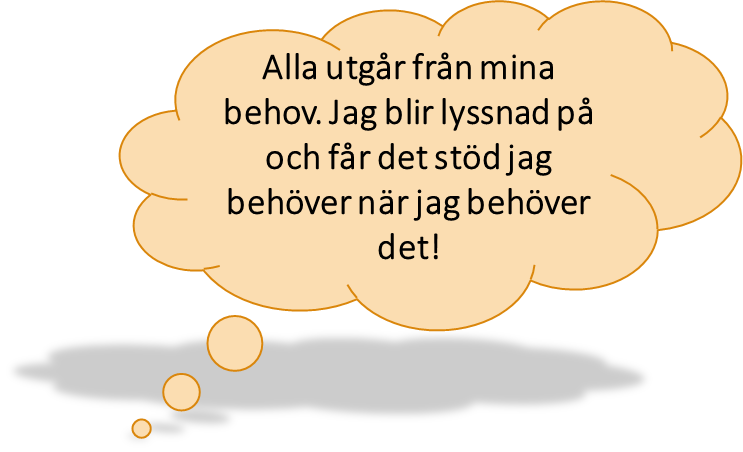 Alla utgår från mina
behov. Jag blir lyssnad på
och får det stöd jag
behöver när jag behöver
det!